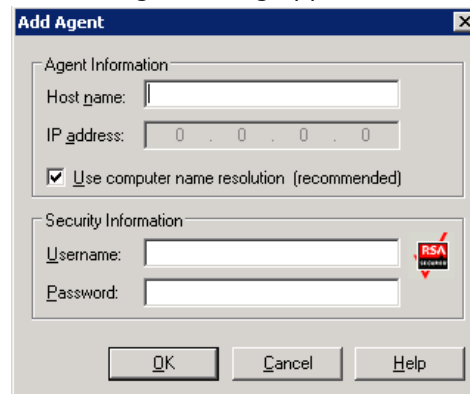 Add Agent
Agent Information
Host name:
IP address: 0 . 0 . 0 . 0
Use computer name resolution (recommended)
Security Information
Username:
RSA
SECURED
Password:
OK Cancel Help